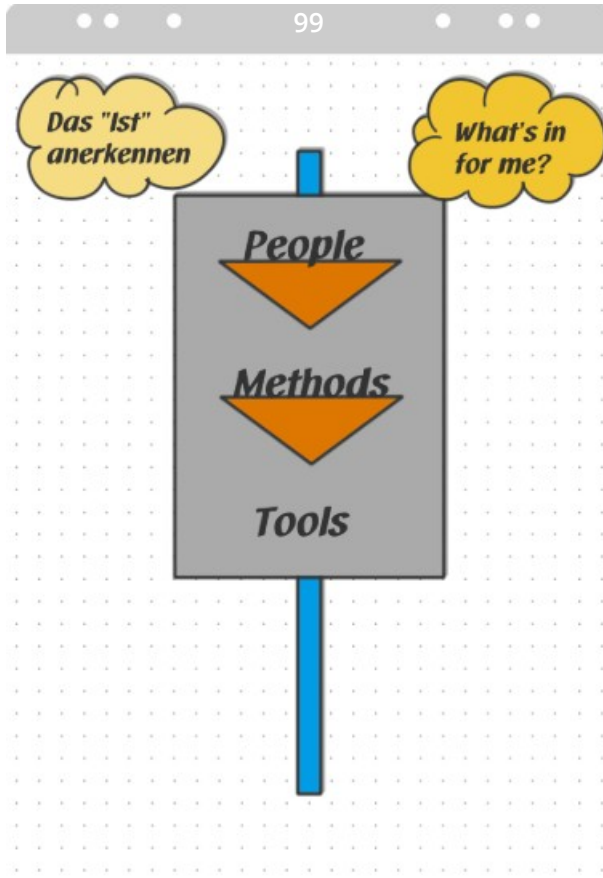 99
Das "Ist"
anerkennen
What's in
for me?
People
Methods
Tools